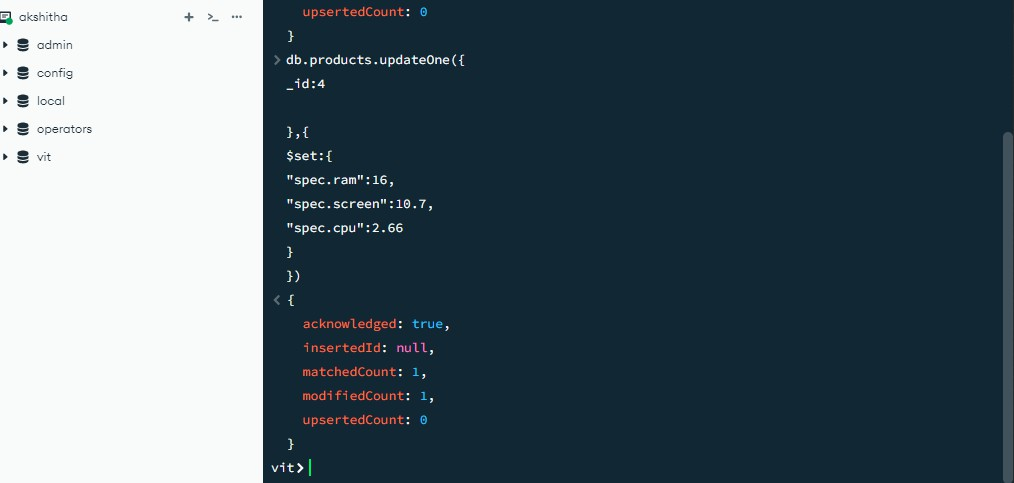 akshitha
admin
config
local
operators
vit
upsertedCount: 0
}
db.products.updateOne({
_id:4
},{
$set:{
"spec.ram":16,
"spec.screen":10.7,
"spec.cpu":2.66
}
})
{
acknowledged: true,
insertedId: null,
matchedCount: 1,
modifiedCount: 1,
upsertedCount: 0
}
vit>